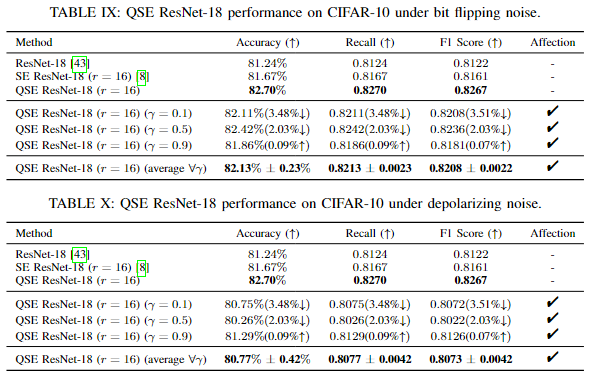 TABLE IX: QSE ResNet-18 performance on CIFAR-10 under bit flipping noise.
Method Accuracy (↑) Recall (↑) F1 Score (↑) Affection
ResNet-18 [43] 81.24% 0.8124 0.8122 -
SE ResNet-18 (r = 16) [8] 81.67% 0.8167 0.8161 -
QSE ResNet-18 (r = 16) 82.70% 0.8270 0.8267 -
QSE ResNet-18 (r = 16) (γ = 0.1) 82.11%(3.48%↓) 0.8211(3.48%↓) 0.8208(3.51%↓) ✔
QSE ResNet-18 (r = 16) (γ = 0.5) 82.42%(2.03%↓) 0.8242(2.03%↓) 0.8236(2.03%↓) ✔
QSE ResNet-18 (r = 16) (γ = 0.9) 81.86%(0.09%↑) 0.8186(0.09%↑) 0.8181(0.07%↑) ✔
QSE ResNet-18 (r = 16) (average ∀γ) 82.13% ± 0.23% 0.8213 ± 0.0023 0.8208 ± 0.0022 ✔
TABLE X: QSE ResNet-18 performance on CIFAR-10 under depolarizing noise.
Method Accuracy (↑) Recall (↑) F1 Score (↑) Affection
ResNet-18 [43] 81.24% 0.8124 0.8122 -
SE ResNet-18 (r = 16) [8] 81.67% 0.8167 0.8161 -
QSE ResNet-18 (r = 16) 82.70% 0.8270 0.8267 -
QSE ResNet-18 (r = 16) (γ = 0.1) 80.75%(3.48%↓) 0.8075(3.48%↓) 0.8072(3.51%↓) ✔
QSE ResNet-18 (r = 16) (γ = 0.5) 80.26%(2.03%↓) 0.8026(2.03%↓) 0.8022(2.03%↓) ✔
QSE ResNet-18 (r = 16) (γ = 0.9) 81.29%(0.09%↑) 0.8129(0.09%↑) 0.8126(0.07%↑) ✔
QSE ResNet-18 (r = 16) (average ∀γ) 80.77% ± 0.42% 0.8077 ± 0.0042 0.8073 ± 0.0042 ✔